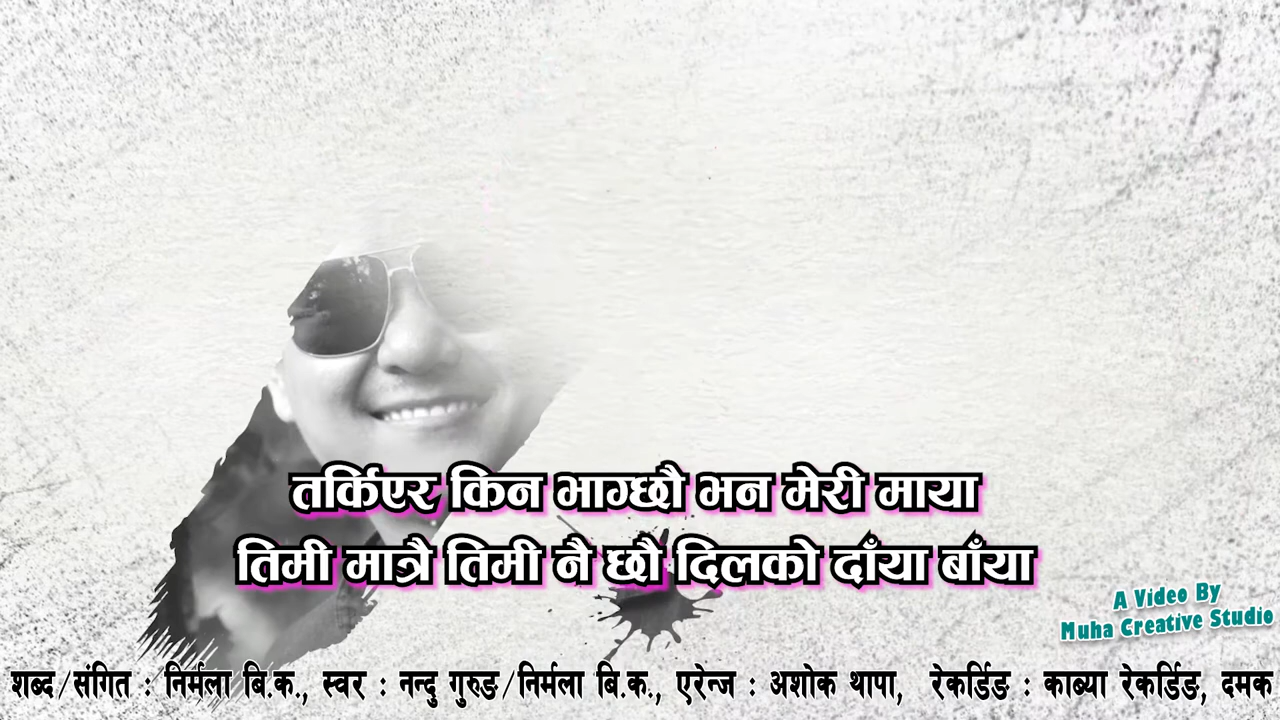 तर्किएर किन भाग्छौ भन मेरी माया
तिमी मात्रै तिमी नै छौ दिलको दाँया बाँया
A Video By
Muha Creative Studio
शब्द/संगित : निर्मला बि.क., स्वर : नन्दु गुरुङ/निर्मला बि.क., एरेन्ज : अशोक थापा, रेकर्डिङ : काब्या रेकर्डिङ, दमक